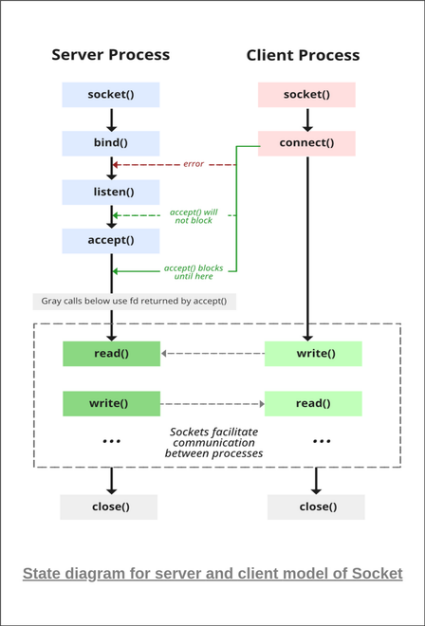 Server Process
Client Process
socket()
socket()
bind()
connect()
error
listen()
accept() will
not block
accept()
accept() blocks
until here
Gray calls below use fd returned by accept()
read()
write()
write()
read()
...
...
Sockets facilitate
communication
between processes
close()
close()
State diagram for server and client model of Socket